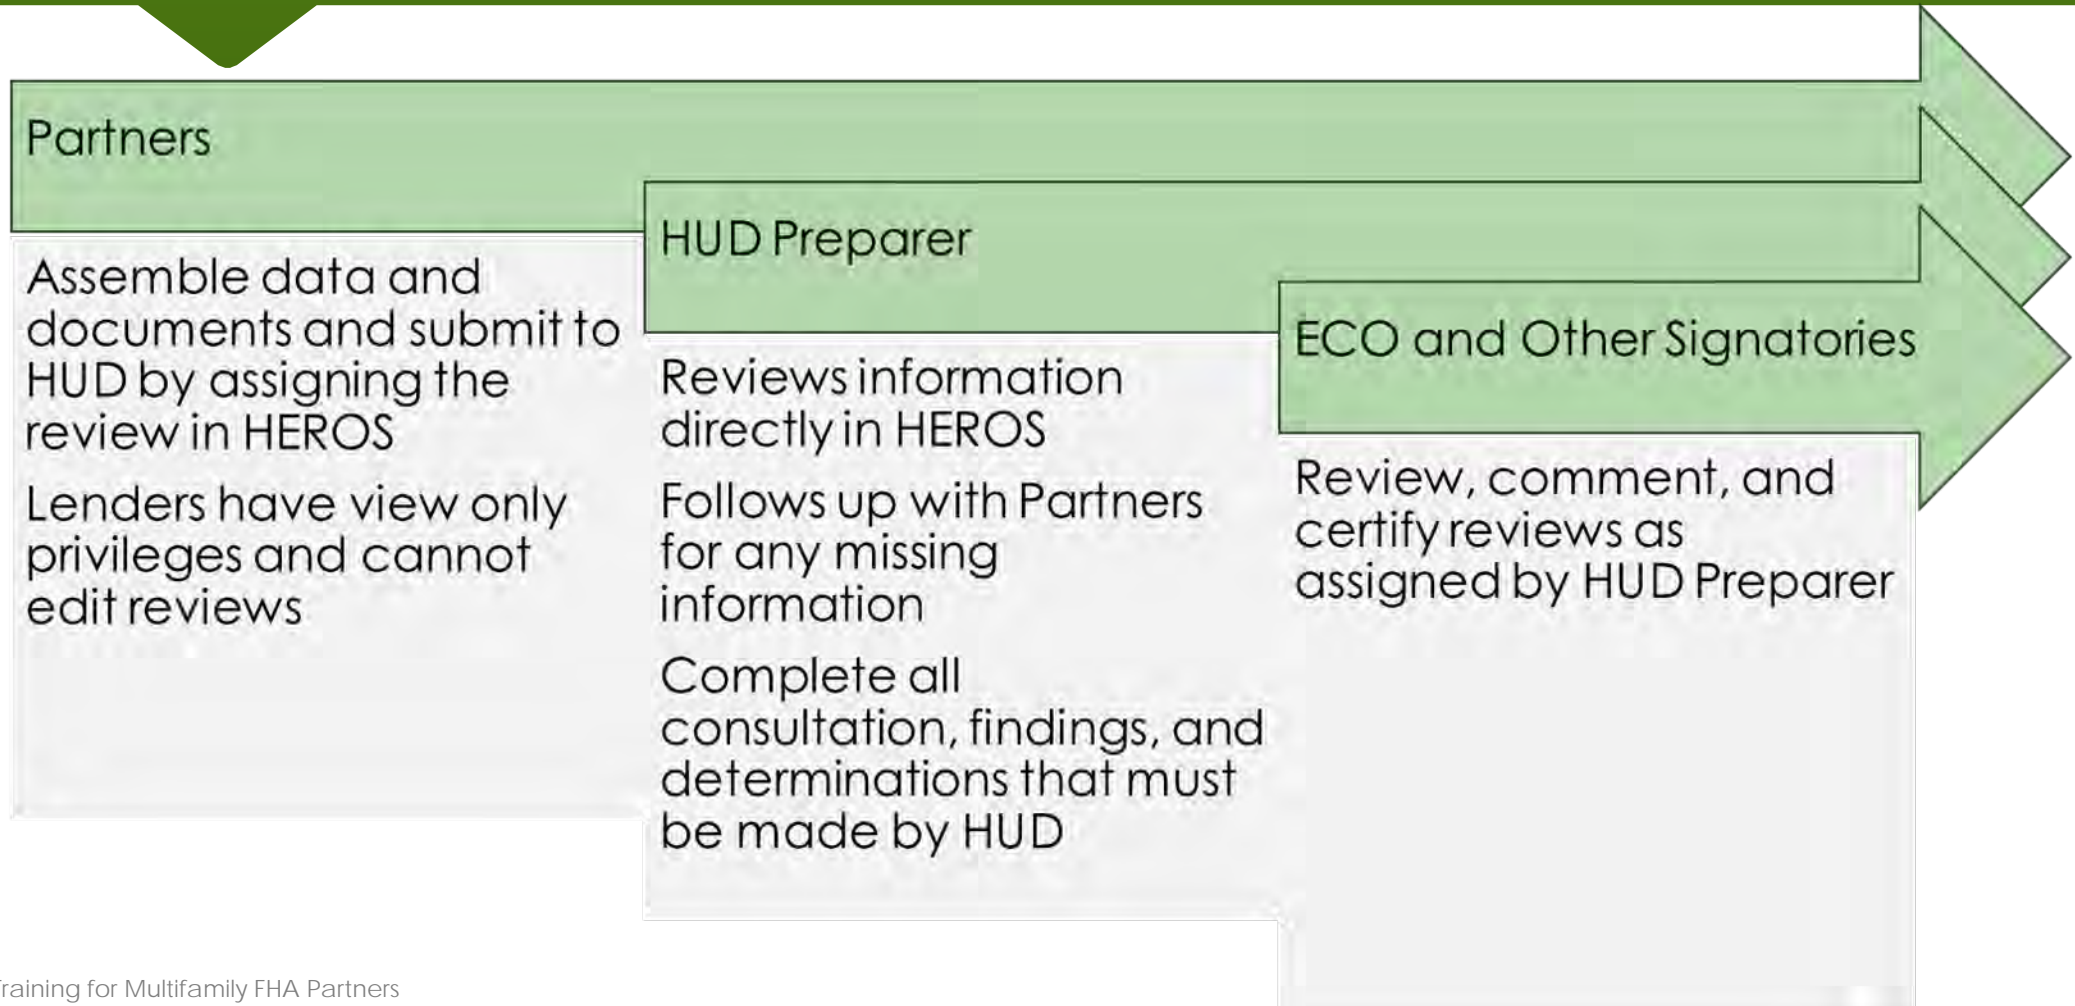 Partners
Assemble data and
documents and submit to
HUD by assigning the
review in HEROS
Lenders have view only
privileges and cannot
edit reviews
HUD Preparer
Reviews information
directly in HEROS
Follows up with Partners
for any missing
information
Complete all
consultation, findings, and
determinations that must
be made by HUD
ECO and Other Signatories
Review, comment, and
certify reviews as
assigned by HUD Preparer
for Multifamily FHA Partners